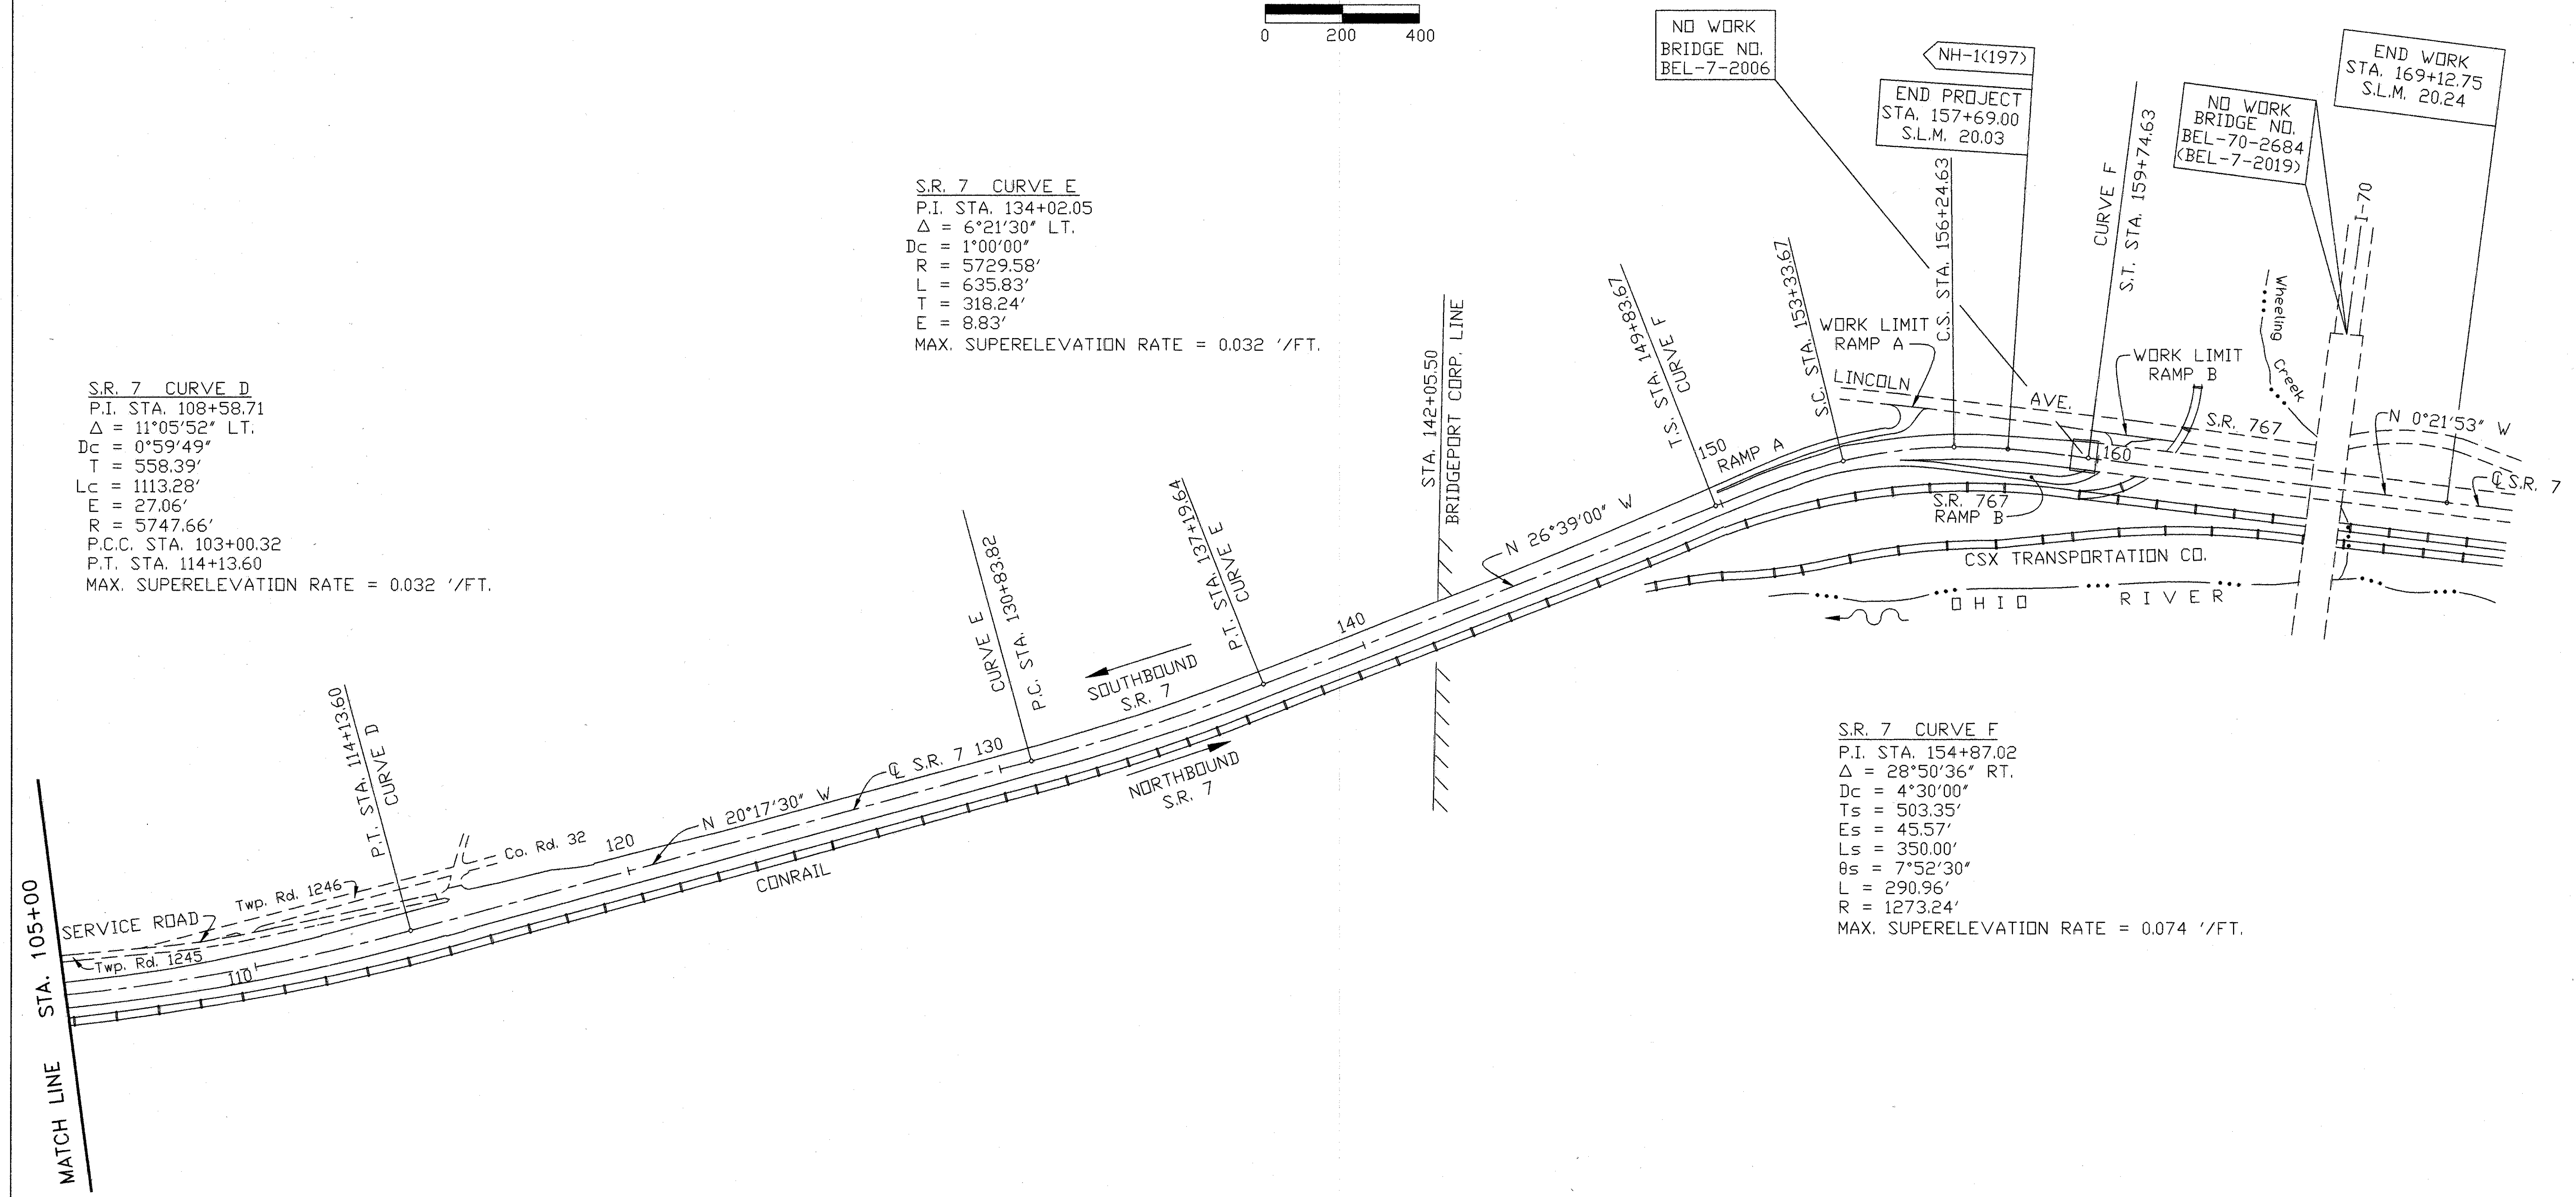 0 200 400
NO WORK
BRIDGE NO.
BEL-7-2006
NH-1(197)
END PROJECT
STA. 157+69.00
S.L.M. 20.03
END WORK
STA. 169+12.75
S.L.M. 20.24
NO WORK
BRIDGE NO.
BEL-70-2684
(BEL-7-2019)
S.R. 7 CURVE E
P.I. STA. 134+02.05
Δ = 6°21'30" LT.
Dc = 1°00'00"
R = 5729.58'
L = 635.83'
T = 318.24'
E = 8.83'
MAX. SUPERELEVATION RATE = 0.032 '/FT.
S.R. 7 CURVE D
P.I. STA. 108+58.71
Δ = 11°05'52" LT.
Dc = 0°59'49"
T = 558.39'
Lc = 1113.28'
E = 27.06'
R = 5747.66'
P.C.C. STA. 103+00.32
P.T. STA. 114+13.60
MAX. SUPERELEVATION RATE = 0.032 '/FT.
C.S. STA. 156+24.63
CURVE F
S.T. STA. 159+74.63
I-70
Wheeling Creek
S.C. STA. 153+33.67
T.S. STA. 149+83.67
CURVE F
WORK LIMIT
RAMP A
WORK LIMIT
RAMP B
LINCOLN AVE.
S.R. 767
N 0°21'53" W
℄ S.R. 7
STA. 142+05.50
BRIDGEPORT CORP. LINE
150
RAMP A
160
S.R. 767
RAMP B
CSX TRANSPORTATION CO.
OHIO RIVER
N 26°39'00" W
140
P.T. STA. 137+19.64
CURVE E
CURVE E
P.C. STA. 130+83.82
SOUTHBOUND
S.R. 7
NORTHBOUND
S.R. 7
℄ S.R. 7
130
N 20°17'30" W
CONRAIL
120
Co. Rd. 32
P.T. STA. 114+13.60
CURVE D
Twp. Rd. 1246
SERVICE ROAD
Twp. Rd. 1245
110
MATCH LINE STA. 105+00
S.R. 7 CURVE F
P.I. STA. 154+87.02
Δ = 28°50'36" RT.
Dc = 4°30'00"
Ts = 503.35'
Es = 45.57'
Ls = 350.00'
θs = 7°52'30"
L = 290.96'
R = 1273.24'
MAX. SUPERELEVATION RATE = 0.074 '/FT.